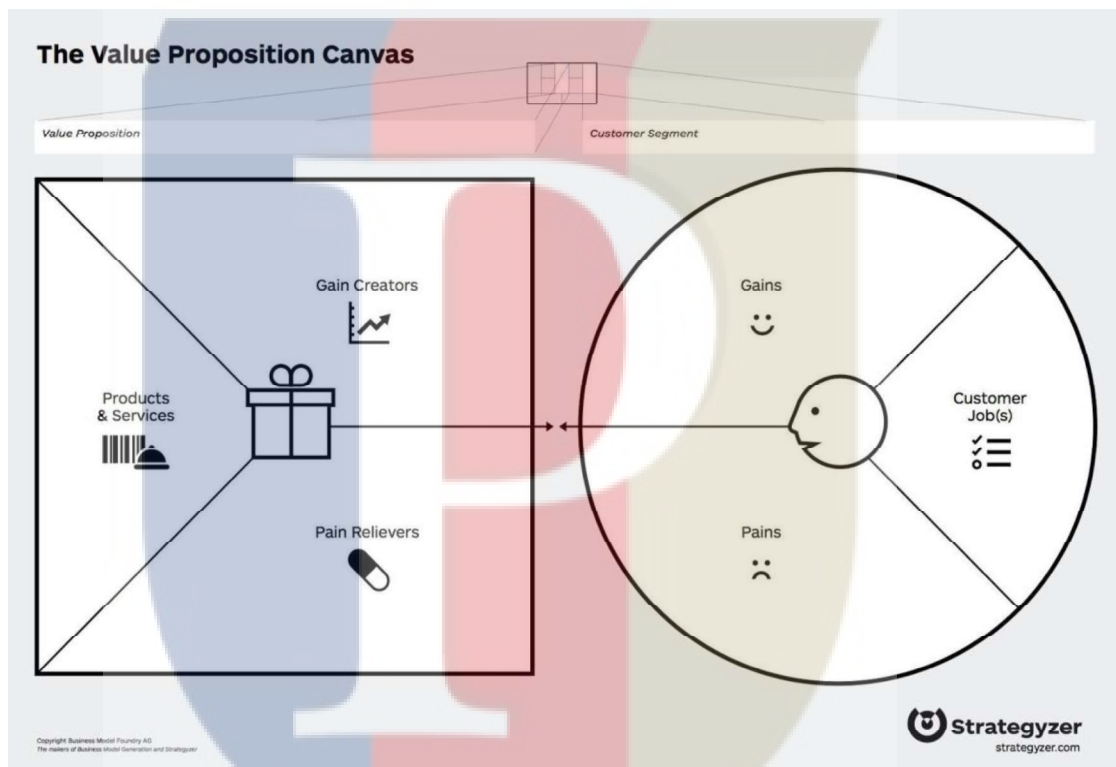 The Value Proposition Canvas
Value Proposition
Customer Segment
Gain Creators
Gains
Products
& Services
Customer
Job(s)
Pain Relievers
Pains
Copyright Business Model Foundry AG
The makers of Business Model Generation and Strategyzer
Strategyzer
strategyzer.com